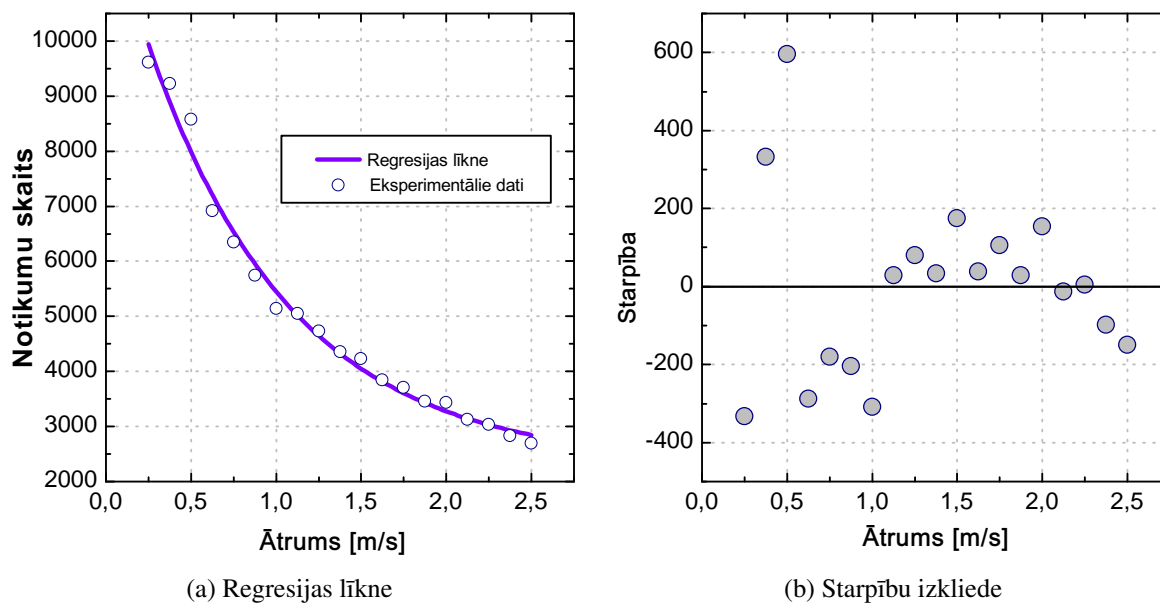 10000
9000
8000
7000
6000
5000
4000
3000
2000
0,0 0,5 1,0 1,5 2,0 2,5
Notikumu skaits
Ātrums [m/s]
Regresijas līkne
Eksperimentālie dati
(a) Regresijas līkne
600
400
200
0
-200
-400
0,0 0,5 1,0 1,5 2,0 2,5
Starpība
Ātrums [m/s]
(b) Starpību izkliede